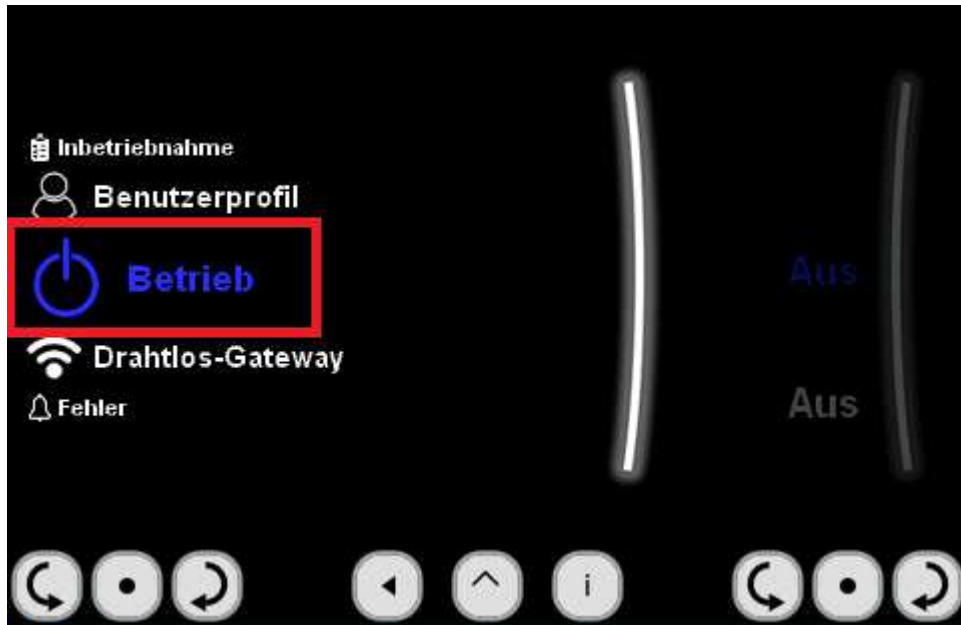 Inbetriebnahme
Benutzerprofil
Betrieb
Aus
Drahtlos-Gateway
Aus
Fehler
i